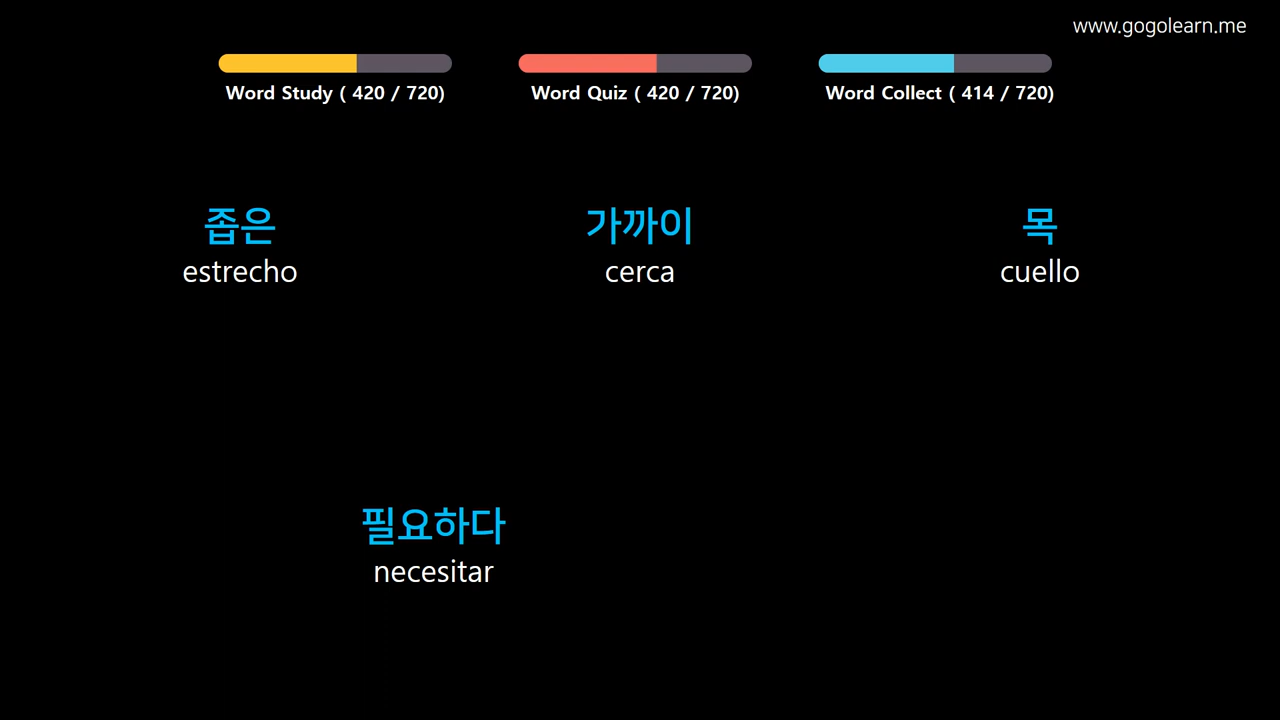 www.gogolearn.me
Word Study ( 420 / 720)
Word Quiz ( 420 / 720)
Word Collect ( 414 / 720)
좁은
estrecho
가까이
cerca
목
cuello
필요하다
necesitar